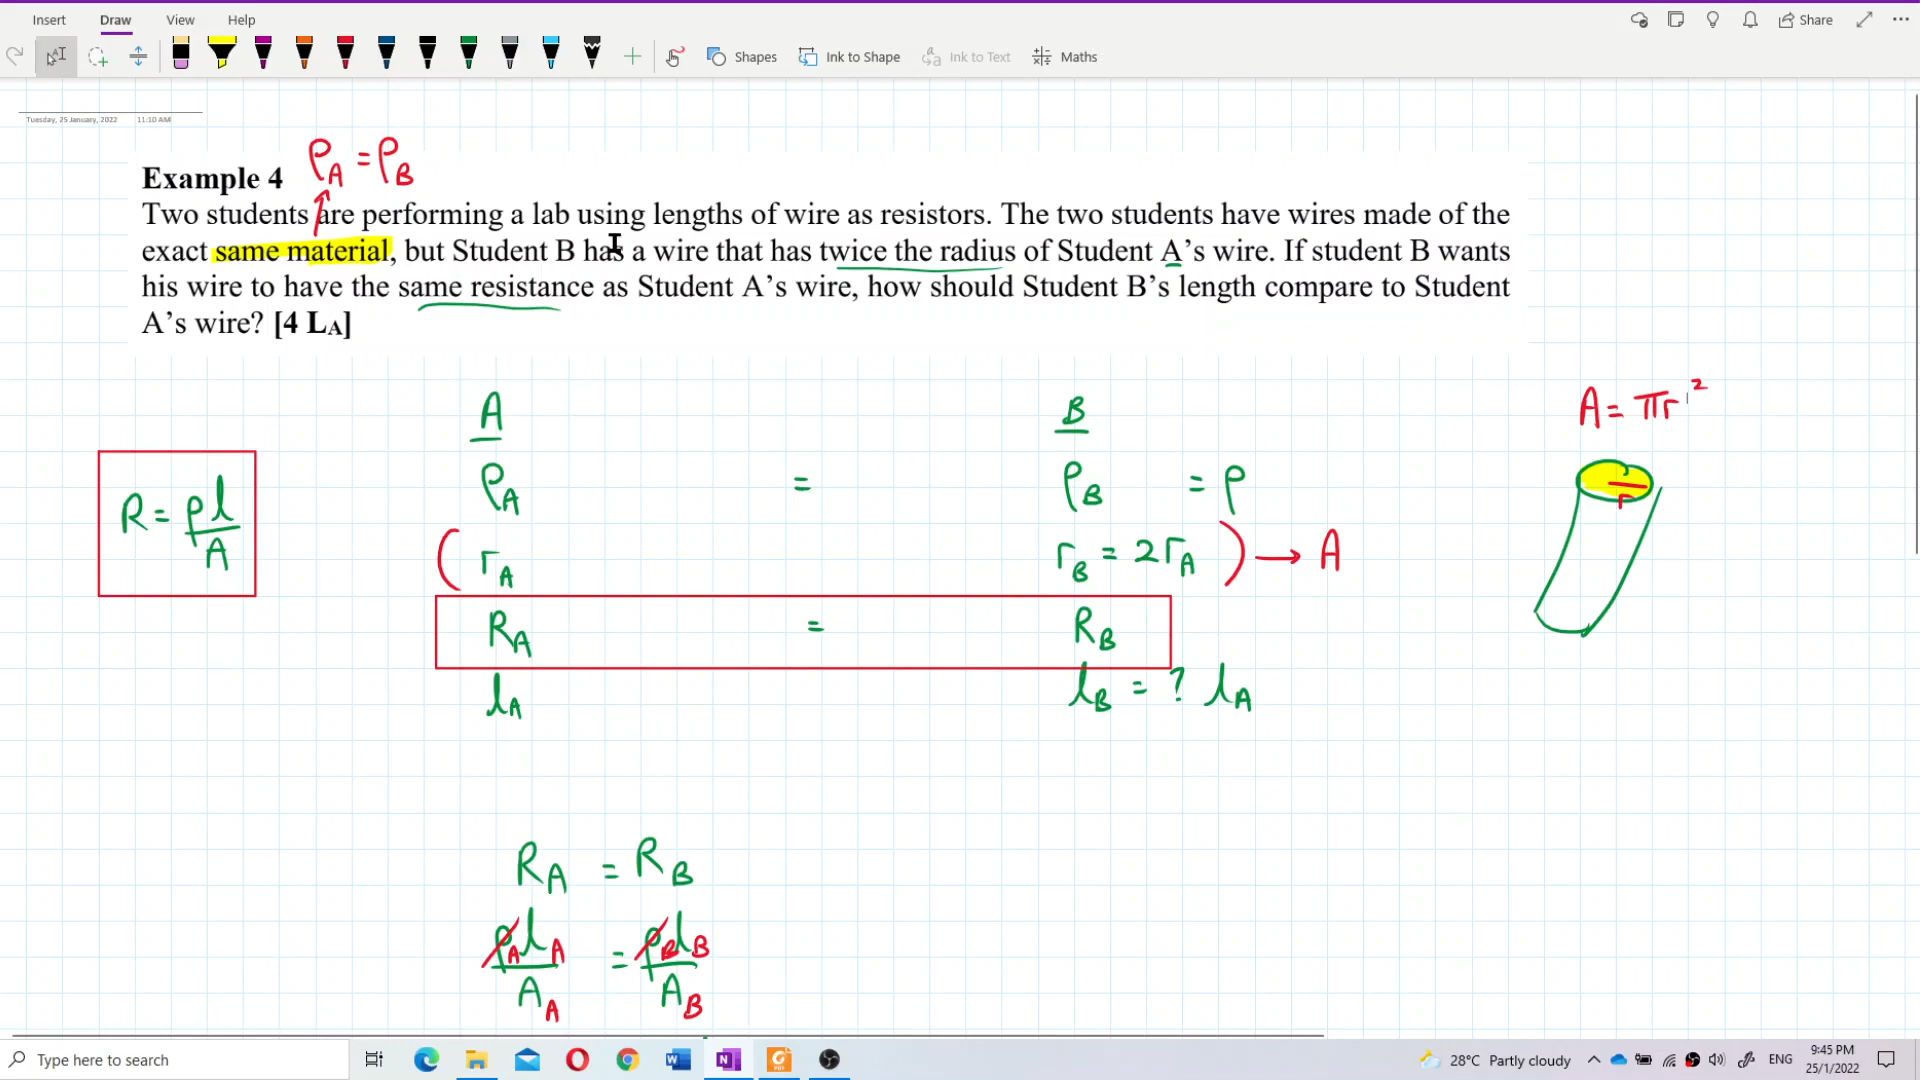 Insert Draw View Help
Share
Shapes Ink to Shape Ink to Text Maths
Tuesday, 25 January, 2022 11:10 AM
ρA = ρB
Example 4
Two students are performing a lab using lengths of wire as resistors. The two students have wires made of the
exact same material, but Student B has a wire that has twice the radius of Student A’s wire. If student B wants
his wire to have the same resistance as Student A’s wire, how should Student B’s length compare to Student
A’s wire? [4 LA]
A B
A = πr²
ρA = ρB = ρ
R = ρl/A
r
( rA rB = 2rA ) → A
RA = RB
lA lB = ? lA
RA = RB
ρAlA/AA = ρBlB/AB
Type here to search
28°C Partly cloudy
ENG
9:45 PM
25/1/2022